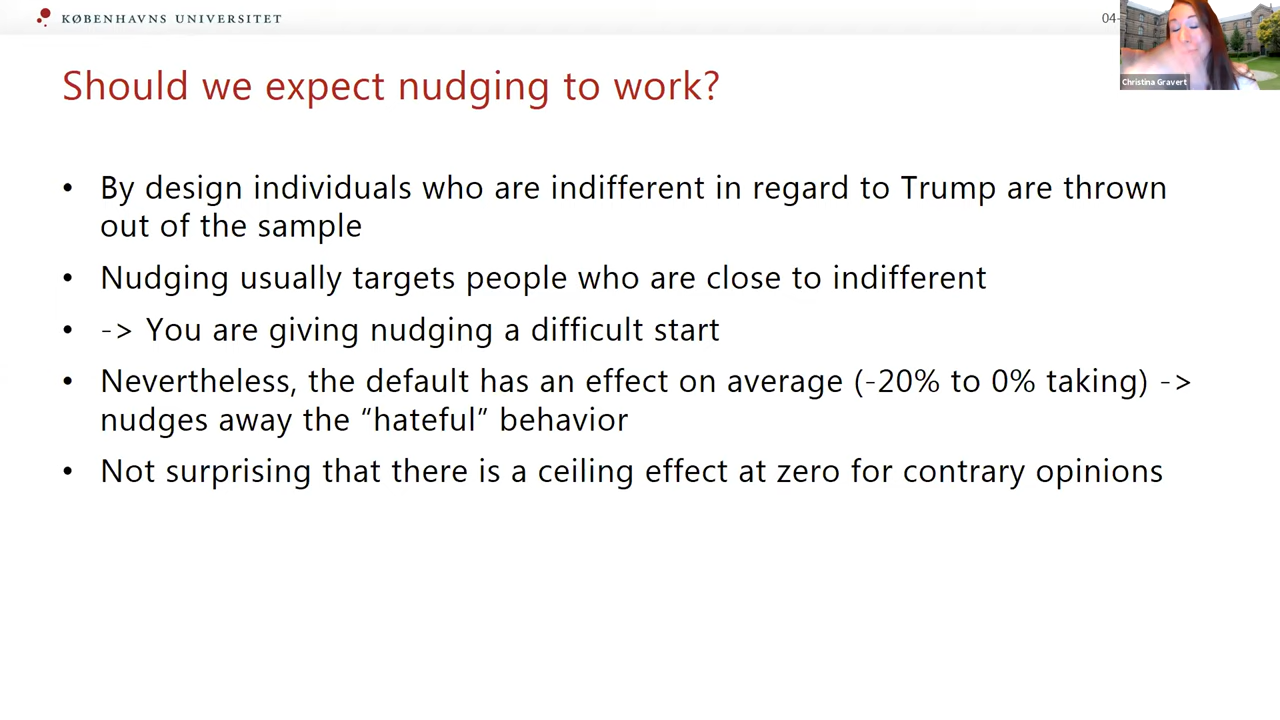 KØBENHAVNS UNIVERSITET
04-
Christina Gravert
Should we expect nudging to work?
• By design individuals who are indifferent in regard to Trump are thrown
out of the sample
• Nudging usually targets people who are close to indifferent
• -> You are giving nudging a difficult start
• Nevertheless, the default has an effect on average (-20% to 0% taking) ->
nudges away the “hateful” behavior
• Not surprising that there is a ceiling effect at zero for contrary opinions